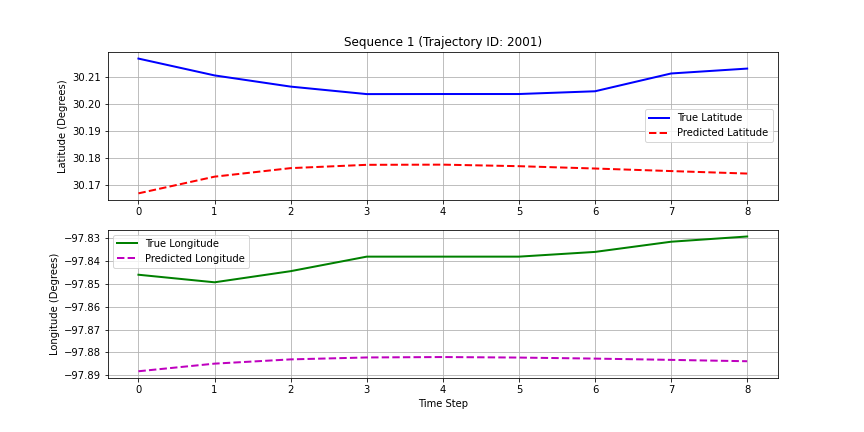 Sequence 1 (Trajectory ID: 2001)
Latitude (Degrees)
30.21
30.20
30.19
30.18
30.17
True Latitude
Predicted Latitude
0 1 2 3 4 5 6 7 8
Longitude (Degrees)
−97.83
−97.84
−97.85
−97.86
−97.87
−97.88
−97.89
True Longitude
Predicted Longitude
0 1 2 3 4 5 6 7 8
Time Step